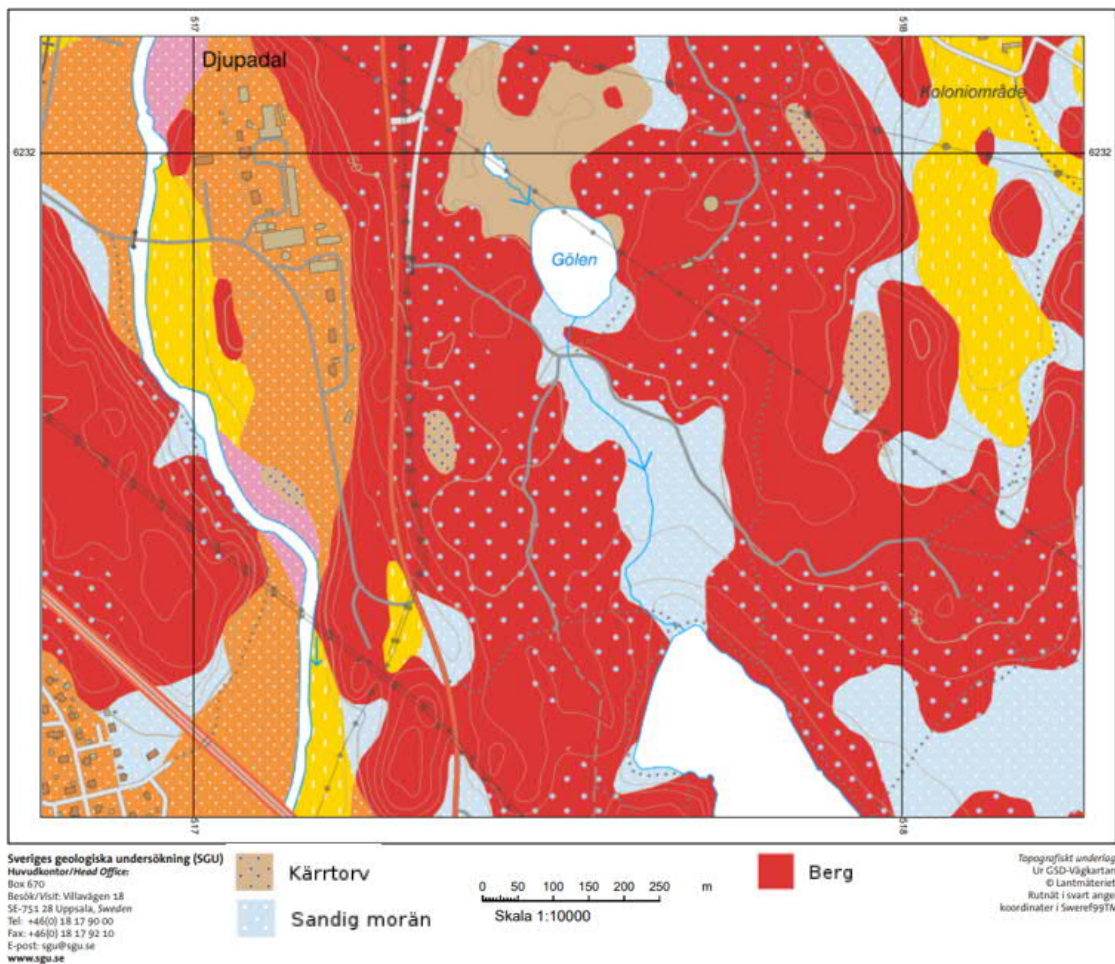 517
518
Djupadal
Koloniområde
6232
6232
Gölen
517
518
Sveriges geologiska undersökning (SGU)
Huvudkontor/Head Office:
Box 670
Besök/Visit: Villavägen 18
SE-751 28 Uppsala, Sweden
Tel: +46(0) 18 17 90 00
Fax: +46(0) 18 17 92 10
E-post: sgu@sgu.se
www.sgu.se
Kärrtorv
Sandig morän
0 50 100 150 200 250 m
Skala 1:10000
Berg
Topografiskt underlag
Ur GSD-Vägkartan
© Lantmäteriet
Rutnät i svart anger
koordinater i Sweref99TM